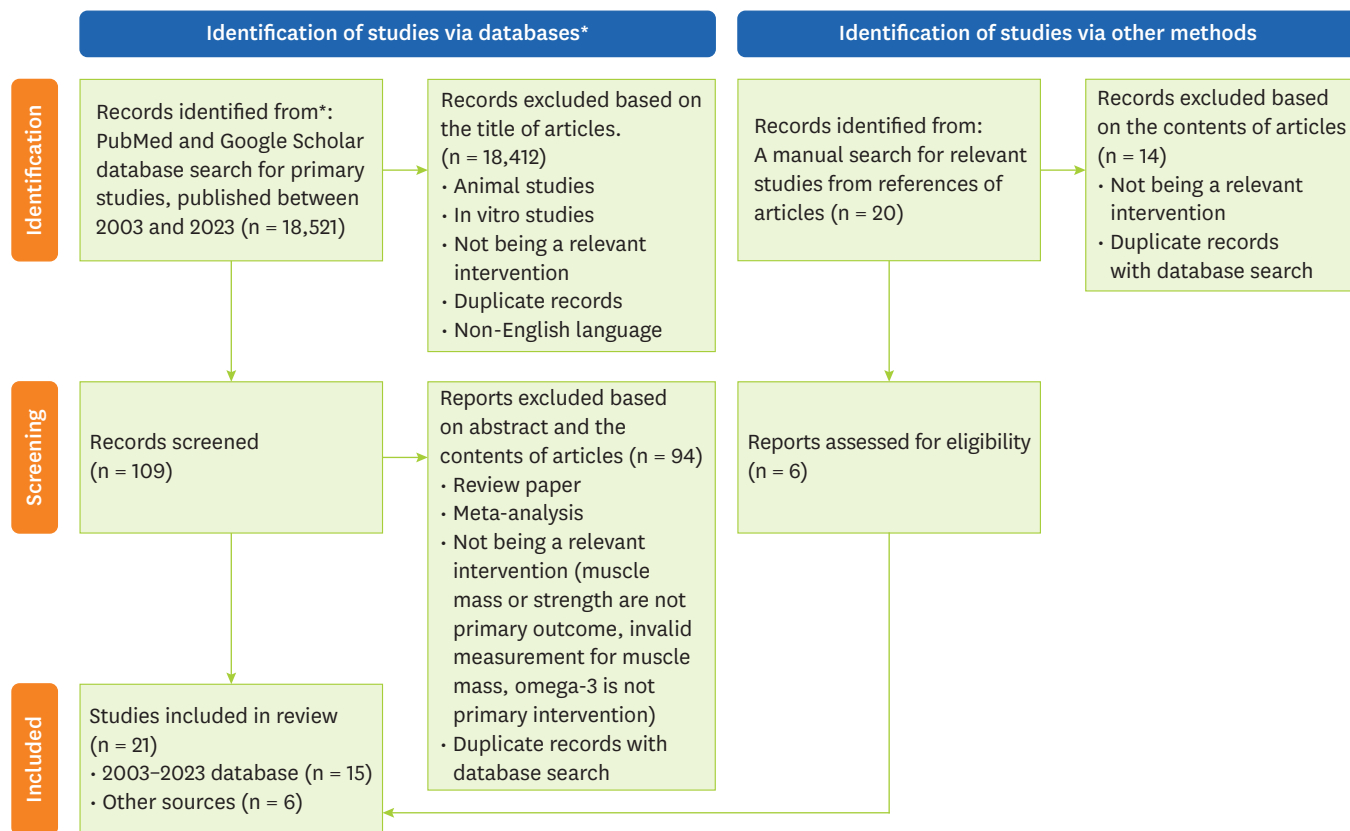 Identification of studies via databases*
Identification of studies via other methods
Identification
Records identified from*:
PubMed and Google Scholar
database search for primary
studies, published between
2003 and 2023 (n = 18,521)
Records excluded based on
the title of articles.
(n = 18,412)
• Animal studies
• In vitro studies
• Not being a relevant
intervention
• Duplicate records
• Non-English language
Records identified from:
A manual search for relevant
studies from references of
articles (n = 20)
Records excluded based
on the contents of articles
(n = 14)
• Not being a relevant
intervention
• Duplicate records
with database search
Screening
Records screened
(n = 109)
Reports excluded based
on abstract and the
contents of articles (n = 94)
• Review paper
• Meta-analysis
• Not being a relevant
intervention (muscle
mass or strength are not
primary outcome, invalid
measurement for muscle
mass, omega-3 is not
primary intervention)
• Duplicate records with
database search
Reports assessed for eligibility
(n = 6)
Included
Studies included in review
(n = 21)
• 2003–2023 database (n = 15)
• Other sources (n = 6)